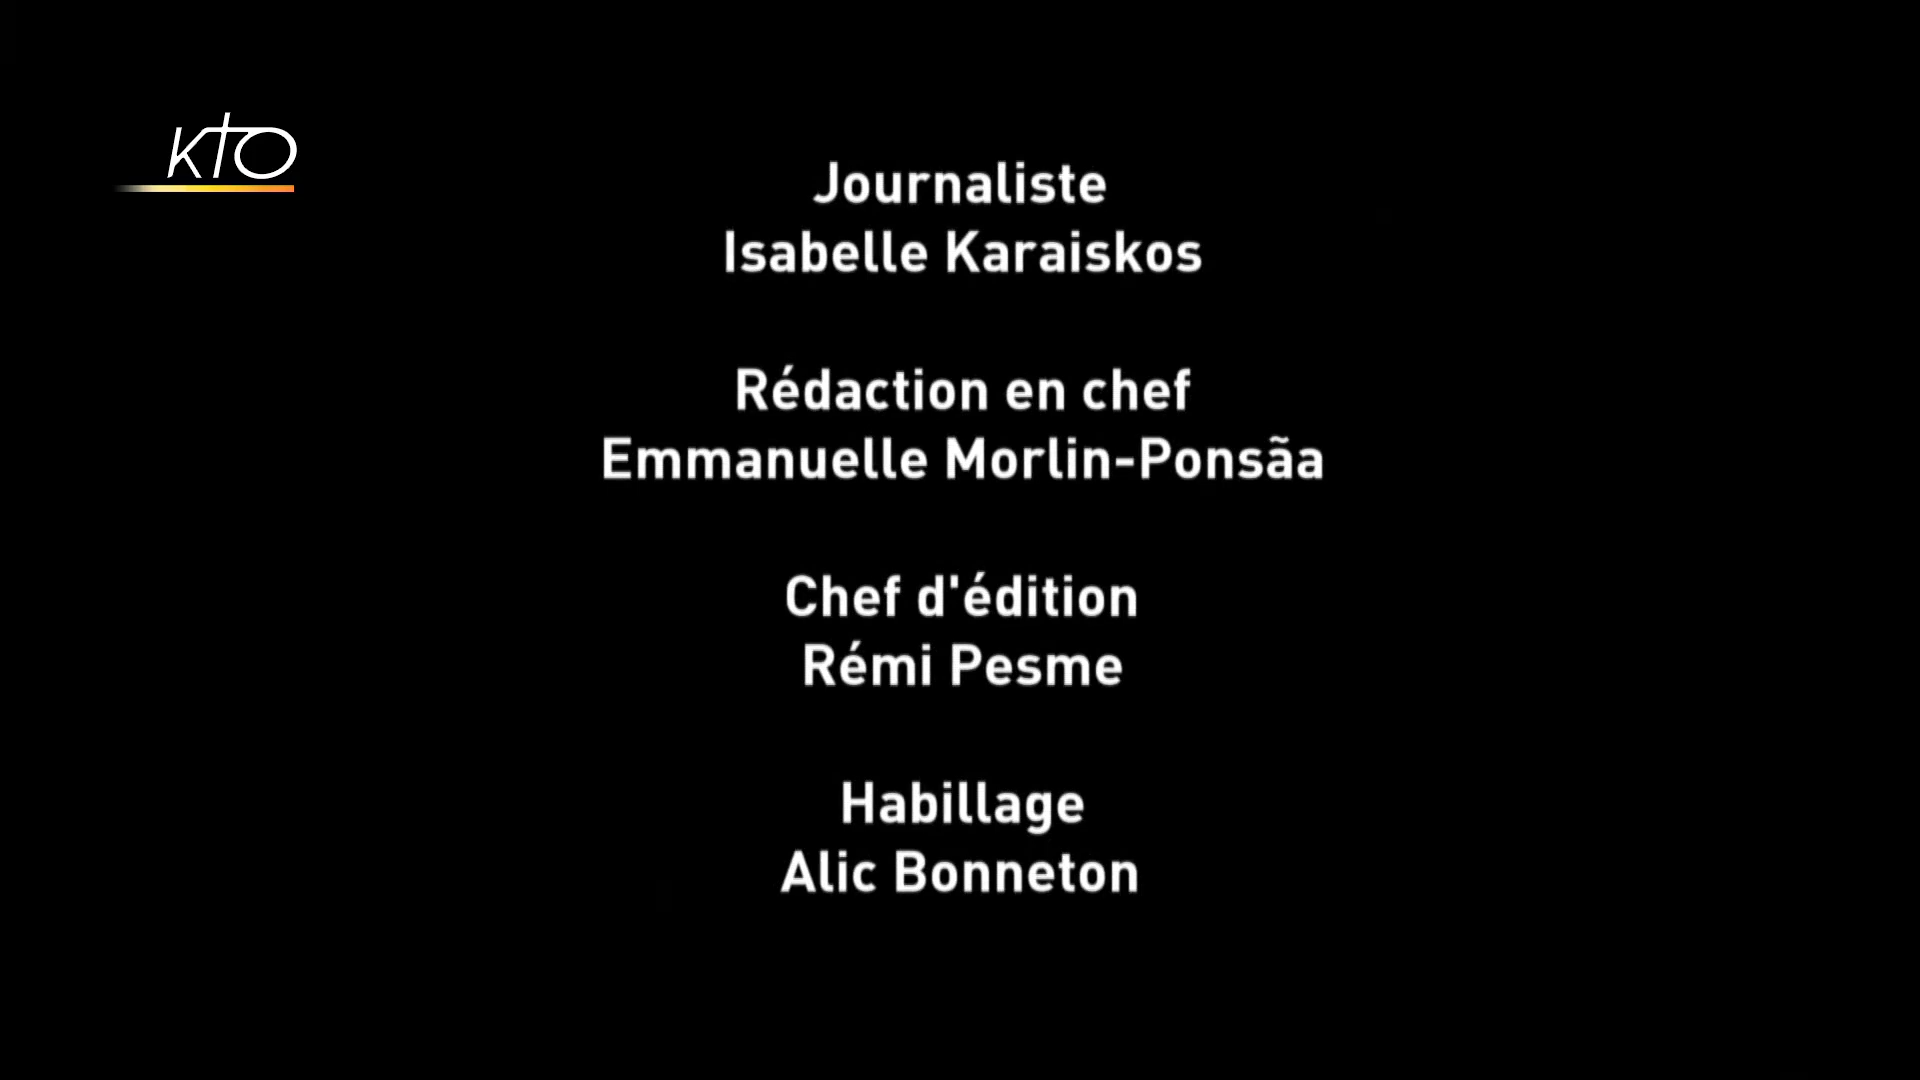 KTO
Journaliste
Isabelle Karaiskos
Rédaction en chef
Emmanuelle Morlin-Ponsãa
Chef d'édition
Rémi Pesme
Habillage
Alic Bonneton